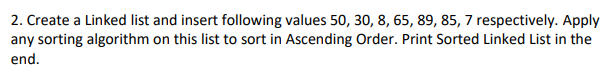 2. Create a Linked list and insert following values 50, 30, 8, 65, 89, 85, 7 respectively. Apply
any sorting algorithm on this list to sort in Ascending Order. Print Sorted Linked List in the
end.